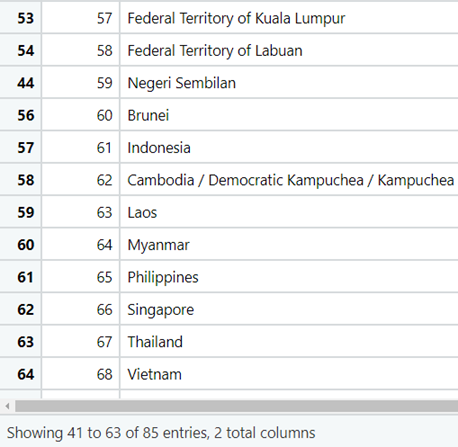 53 57 Federal Territory of Kuala Lumpur
54 58 Federal Territory of Labuan
44 59 Negeri Sembilan
56 60 Brunei
57 61 Indonesia
58 62 Cambodia / Democratic Kampuchea / Kampuchea
59 63 Laos
60 64 Myanmar
61 65 Philippines
62 66 Singapore
63 67 Thailand
64 68 Vietnam
Showing 41 to 63 of 85 entries, 2 total columns